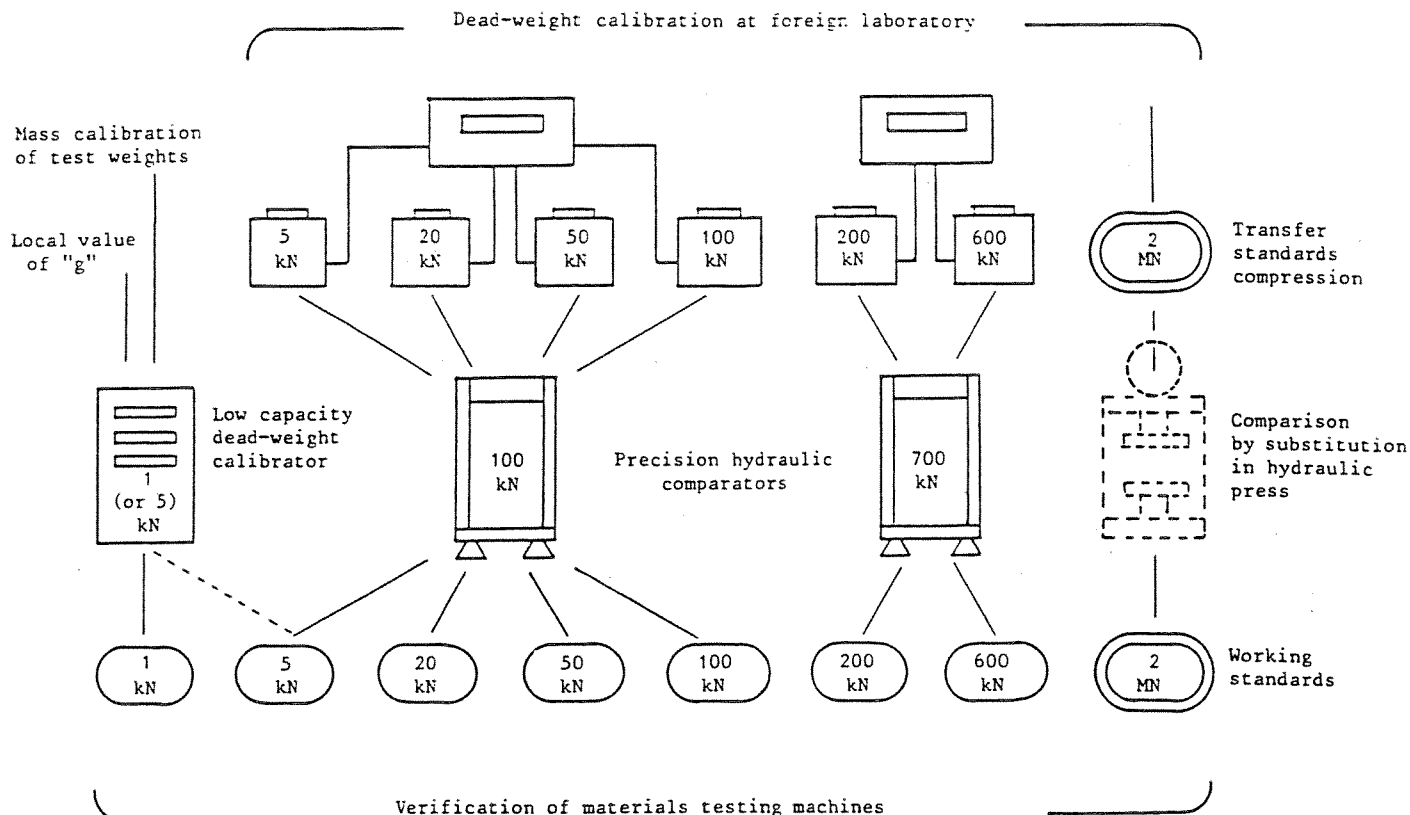 Dead-weight calibration at foreign laboratory
Mass calibration
of test weights
Local value
of "g"
5
kN
20
kN
50
kN
100
kN
200
kN
600
kN
2
MN
Transfer
standards
compression
1
(or 5)
kN
Low capacity
dead-weight
calibrator
100
kN
Precision hydraulic
comparators
700
kN
Comparison
by substitution
in hydraulic
press
1
kN
5
kN
20
kN
50
kN
100
kN
200
kN
600
kN
2
MN
Working
standards
Verification of materials testing machines